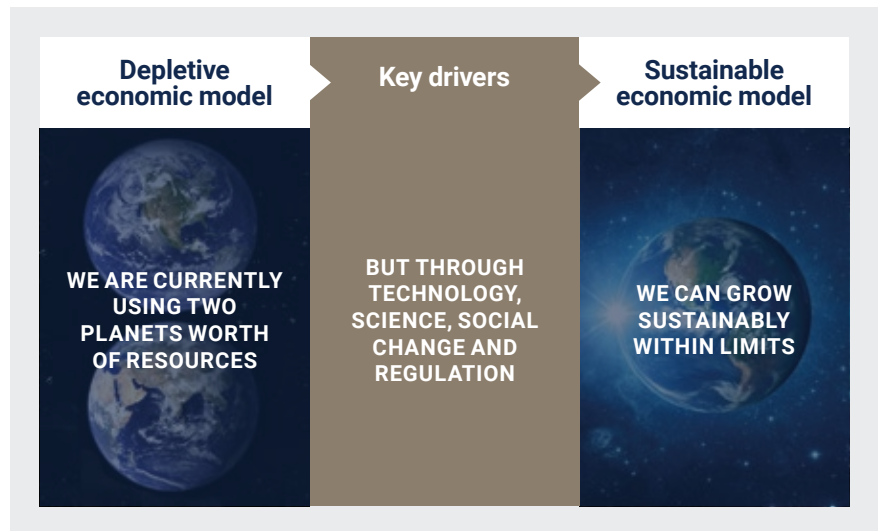 Depletive
economic model
WE ARE CURRENTLY
USING TWO
PLANETS WORTH
OF RESOURCES
Key drivers
BUT THROUGH
TECHNOLOGY,
SCIENCE, SOCIAL
CHANGE AND
REGULATION
Sustainable
economic model
WE CAN GROW
SUSTAINABLY
WITHIN LIMITS